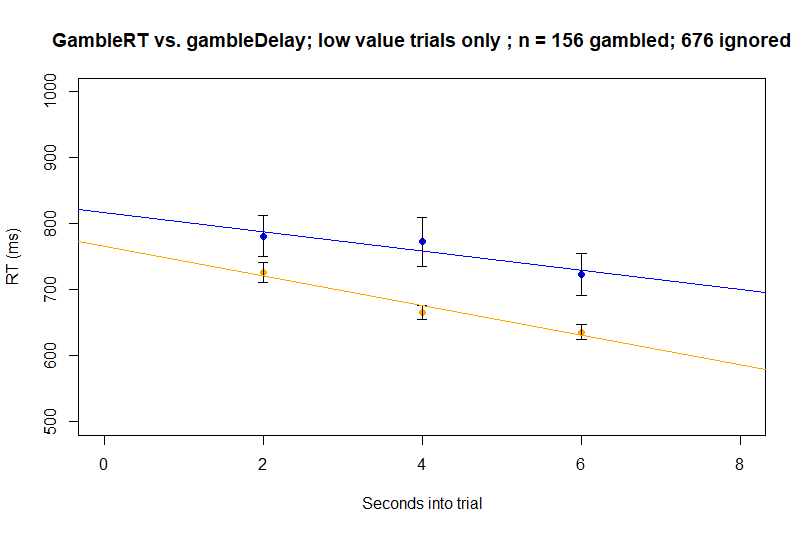 GambleRT vs. gambleDelay; low value trials only ; n = 156 gambled; 676 ignored
1000
900
800
700
600
500
RT (ms)
0 2 4 6 8
Seconds into trial